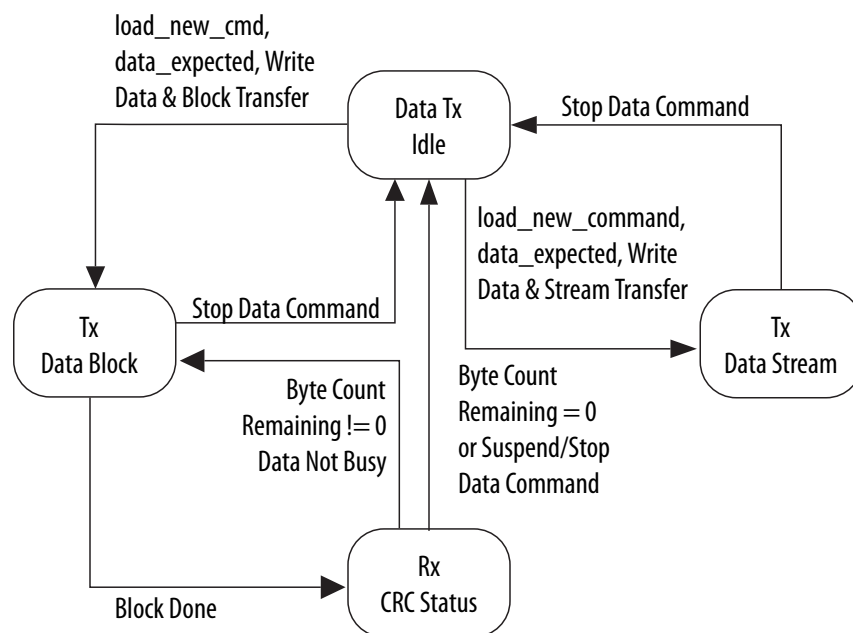 load_new_cmd,
data_expected, Write
Data & Block Transfer
Data Tx
Idle
Stop Data Command
load_new_command,
data_expected, Write
Data & Stream Transfer
Tx
Data Block
Stop Data Command
Tx
Data Stream
Byte Count
Remaining != 0
Data Not Busy
Byte Count
Remaining = 0
or Suspend/Stop
Data Command
Rx
CRC Status
Block Done